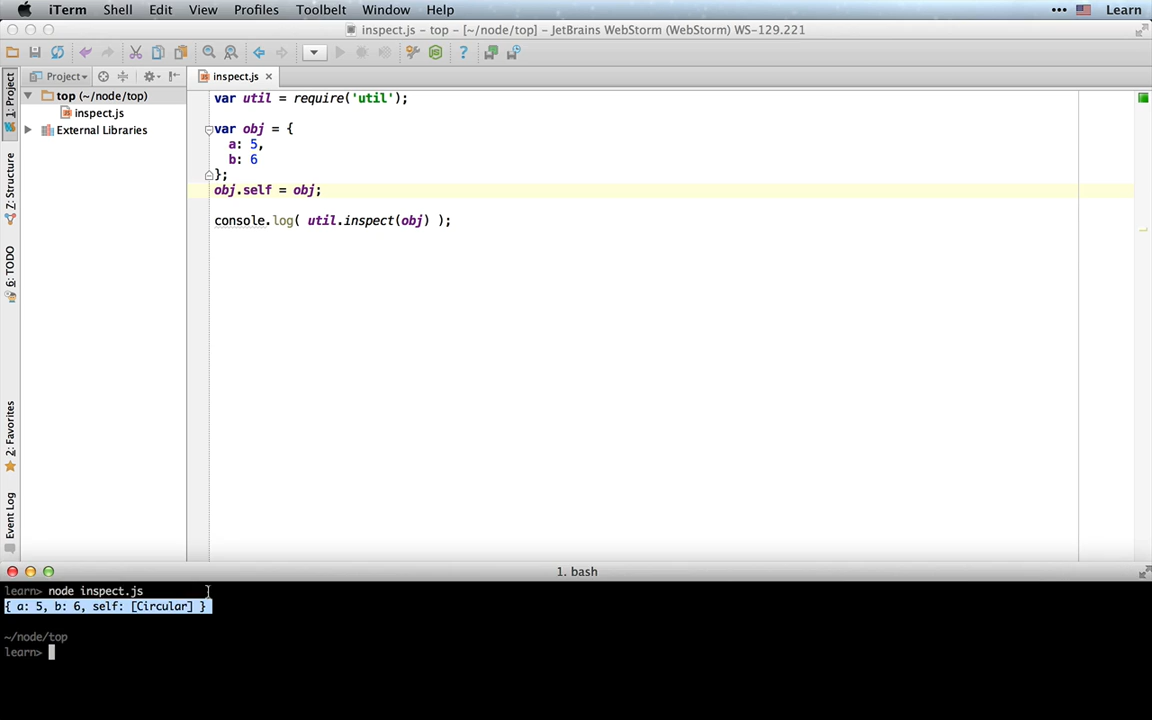 iTerm Shell Edit View Profiles Toolbelt Window Help ••• Learn
inspect.js – top – [~/node/top] – JetBrains WebStorm (WebStorm) WS-129.221
Project
inspect.js
top (~/node/top)
inspect.js
External Libraries
1: Project
7: Structure
6: TODO
2: Favorites
Event Log
var util = require('util');
var obj = {
a: 5,
b: 6
};
obj.self = obj;
console.log( util.inspect(obj) );
1. bash
learn> node inspect.js
{ a: 5, b: 6, self: [Circular] }
~/node/top
learn>